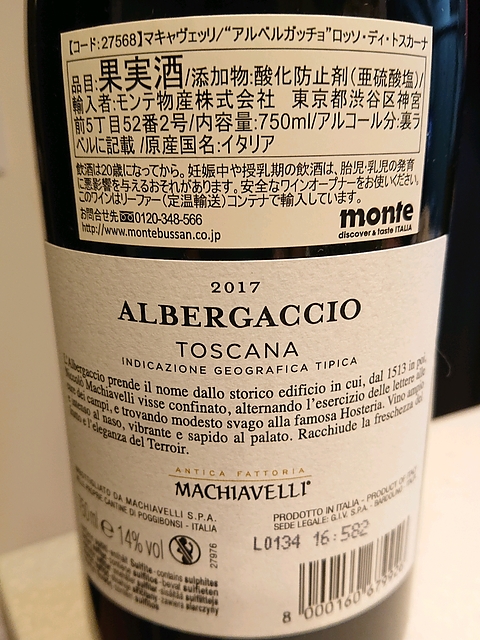 【コード:27568】マキャヴェッリ/“アルベルガッチョ”ロッソ・ディ・トスカーナ
品目:果実酒/添加物:酸化防止剤(亜硫酸塩)/
輸入者:モンテ物産株式会社 東京都渋谷区神宮
前5丁目52番2号/内容量:750ml/アルコール分:裏ラ
ベルに記載/原産国名:イタリア
飲酒は20歳になってから。妊娠中や授乳期の飲酒は、胎児・乳児の発育
に悪影響を与えるおそれがあります。安全なワインオープナーをお使いください。
このワインはリーファー(定温輸送)コンテナで輸入しています。
お問合せ先 0120-348-566
http://www.montebussan.co.jp
monte
discover & taste ITALIA
2017
ALBERGACCIO
TOSCANA
INDICAZIONE GEOGRAFICA TIPICA
L'Albergaccio prende il nome dallo storico edificio in cui, dal 1513 in poi,
Niccolò Machiavelli visse confinato, alternando l'esercizio delle lettere alle
dei campi, e trovando modesto svago alla famosa Hosteria. Vino ampio
intenso al naso, vibrante e sapido al palato. Racchiude la freschezza del
e l'eleganza del Terroir.
ANTICA FATTORIA
MACHIAVELLI
IMBOTTIGLIATO DA MACHIAVELLI S.P.A.
CANTINE DI POGGIBONSI - ITALIA
PRODOTTO IN ITALIA - PRODUCT OF ITALY
SEDE LEGALE: G.I.V. S.P.A.
750 ml e 14% vol
27976
L0134 16:582
Solfiti - contains sulphites
sulfiti
8 000160